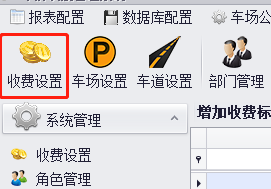 报表配置 数据库配置 车场公
收费设置 车场设置 车道设置 部门管理
系统管理
增加收费标
收费设置
角色管理